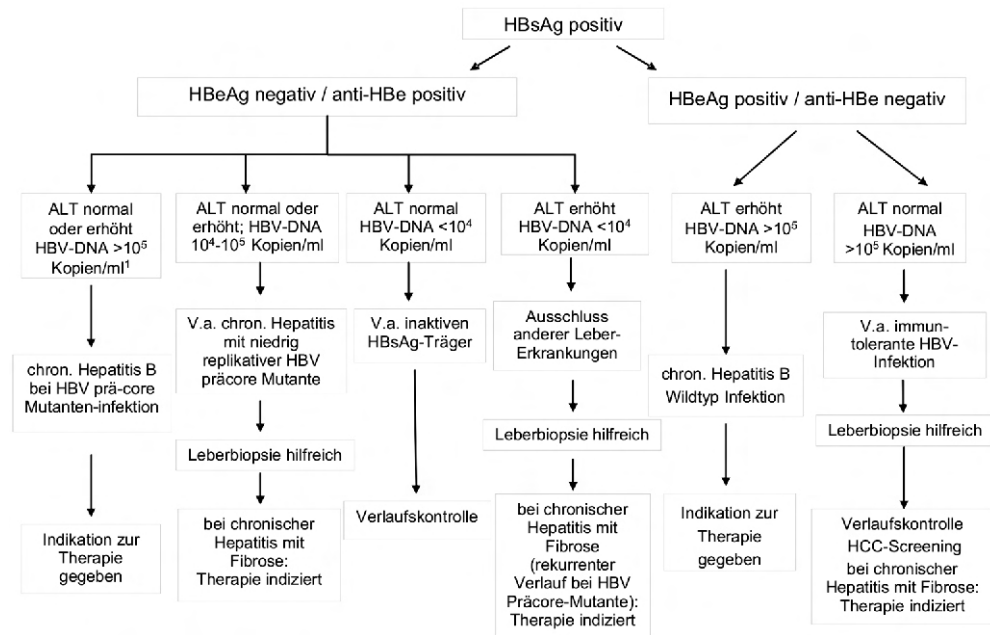 HBsAg positiv
HBeAg negativ / anti-HBe positiv
HBeAg positiv / anti-HBe negativ
ALT normal
oder erhöht
HBV-DNA >10⁵
Kopien/ml¹
ALT normal oder
erhöht; HBV-DNA
10⁴-10⁵ Kopien/ml
ALT normal
HBV-DNA <10⁴
Kopien/ml
ALT erhöht
HBV-DNA <10⁴
Kopien/ml
ALT erhöht
HBV-DNA >10⁵
Kopien/ml
ALT normal
HBV-DNA
>10⁵ Kopien/ml
chron. Hepatitis B
bei HBV prä-core
Mutanten-infektion
V.a. chron. Hepatitis
mit niedrig
replikativer HBV
präcore Mutante
V.a. inaktiven
HBsAg-Träger
Ausschluss
anderer Leber-
Erkrankungen
chron. Hepatitis B
Wildtyp Infektion
V.a. immun-
tolerante HBV-
Infektion
Leberbiopsie hilfreich
Leberbiopsie hilfreich
Leberbiopsie hilfreich
Indikation zur
Therapie
gegeben
bei chronischer
Hepatitis mit
Fibrose:
Therapie indiziert
Verlaufskontrolle
bei chronischer
Hepatitis mit
Fibrose
(rekurrenter
Verlauf bei HBV
Präcore-Mutante):
Therapie indiziert
Indikation zur
Therapie
gegeben
Verlaufskontrolle
HCC-Screening
bei chronischer
Hepatitis mit Fibrose:
Therapie indiziert